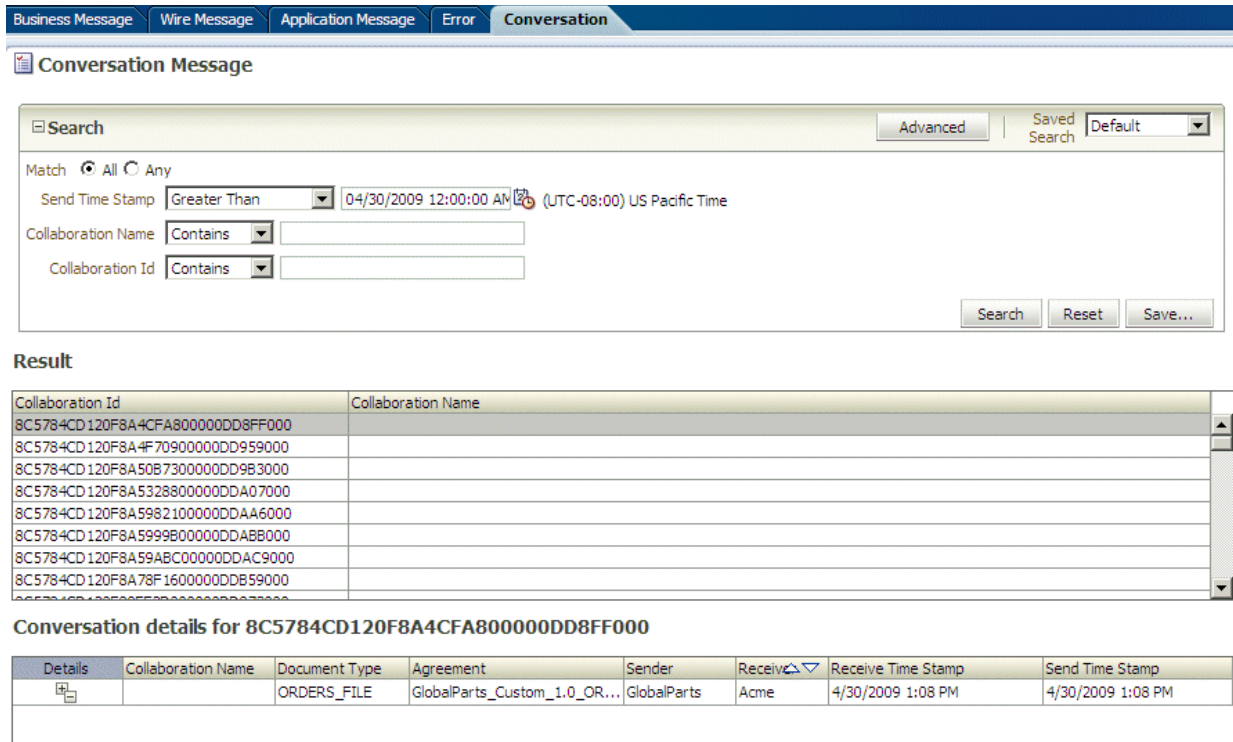 Business Message Wire Message Application Message Error Conversation
Conversation Message
Search Advanced Saved Search Default
Match All Any
Send Time Stamp Greater Than 04/30/2009 12:00:00 AM (UTC-08:00) US Pacific Time
Collaboration Name Contains
Collaboration Id Contains
Search Reset Save...
Result
Collaboration Id Collaboration Name
8C5784CD120F8A4CFA800000DD8FF000
8C5784CD120F8A4F70900000DD959000
8C5784CD120F8A50B7300000DD9B3000
8C5784CD120F8A5328800000DDA07000
8C5784CD120F8A5982100000DDAA6000
8C5784CD120F8A5999B00000DDABB000
8C5784CD120F8A59ABC00000DDAC9000
8C5784CD120F8A78F1600000DDB59000
Conversation details for 8C5784CD120F8A4CFA800000DD8FF000
Details Collaboration Name Document Type Agreement Sender Receive Receive Time Stamp Send Time Stamp
ORDERS_FILE GlobalParts_Custom_1.0_OR... GlobalParts Acme 4/30/2009 1:08 PM 4/30/2009 1:08 PM